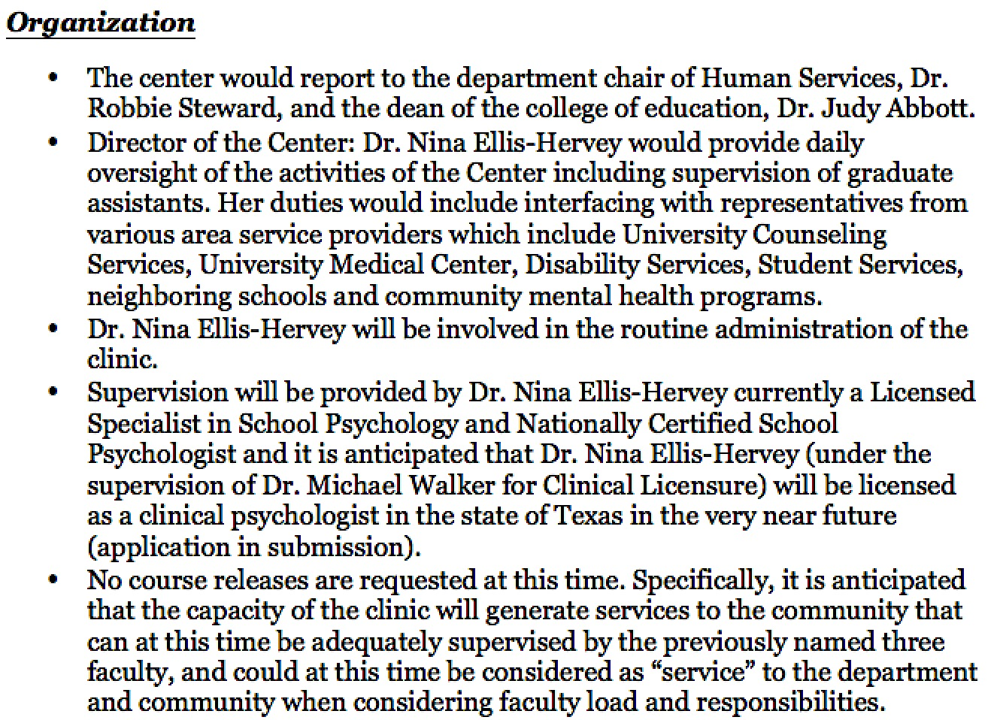 Organization
• The center would report to the department chair of Human Services, Dr.
Robbie Steward, and the dean of the college of education, Dr. Judy Abbott.
• Director of the Center: Dr. Nina Ellis-Hervey would provide daily
oversight of the activities of the Center including supervision of graduate
assistants. Her duties would include interfacing with representatives from
various area service providers which include University Counseling
Services, University Medical Center, Disability Services, Student Services,
neighboring schools and community mental health programs.
• Dr. Nina Ellis-Hervey will be involved in the routine administration of the
clinic.
• Supervision will be provided by Dr. Nina Ellis-Hervey currently a Licensed
Specialist in School Psychology and Nationally Certified School
Psychologist and it is anticipated that Dr. Nina Ellis-Hervey (under the
supervision of Dr. Michael Walker for Clinical Licensure) will be licensed
as a clinical psychologist in the state of Texas in the very near future
(application in submission).
• No course releases are requested at this time. Specifically, it is anticipated
that the capacity of the clinic will generate services to the community that
can at this time be adequately supervised by the previously named three
faculty, and could at this time be considered as “service” to the department
and community when considering faculty load and responsibilities.